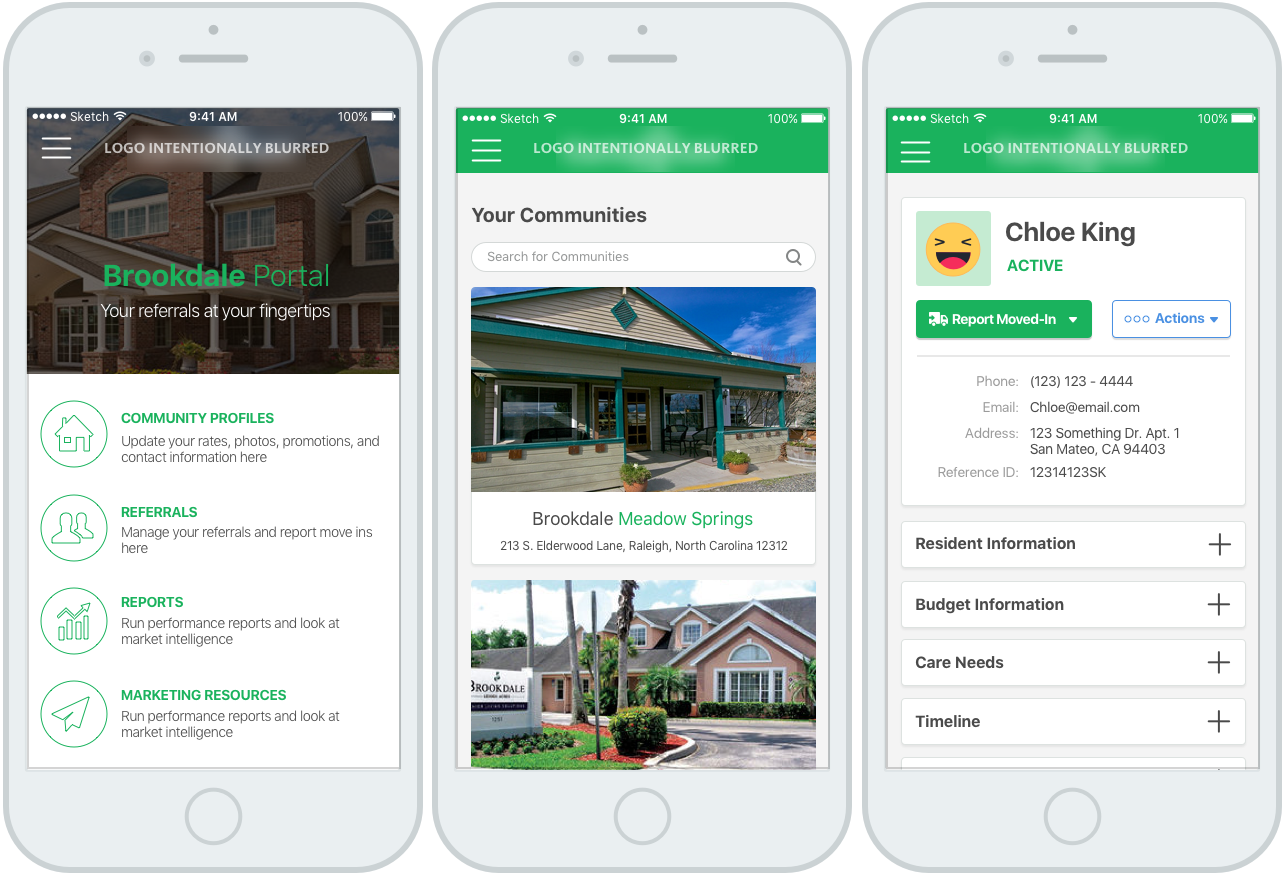 Sketch 9:41 AM 100%
LOGO INTENTIONALLY BLURRED
Brookdale Portal
Your referrals at your fingertips
COMMUNITY PROFILES
Update your rates, photos, promotions, and
contact information here
REFERRALS
Manage your referrals and report move ins
here
REPORTS
Run performance reports and look at
market intelligence
MARKETING RESOURCES
Run performance reports and look at
market intelligence
Sketch 9:41 AM 100%
LOGO INTENTIONALLY BLURRED
Your Communities
Search for Communities
Brookdale Meadow Springs
213 S. Elderwood Lane, Raleigh, North Carolina 12312
BROOKDALE
Sketch 9:41 AM 100%
LOGO INTENTIONALLY BLURRED
Chloe King
ACTIVE
Report Moved-In
Actions
Phone: (123) 123 - 4444
Email: Chloe@email.com
Address: 123 Something Dr. Apt. 1
San Mateo, CA 94403
Reference ID: 12314123SK
Resident Information
Budget Information
Care Needs
Timeline